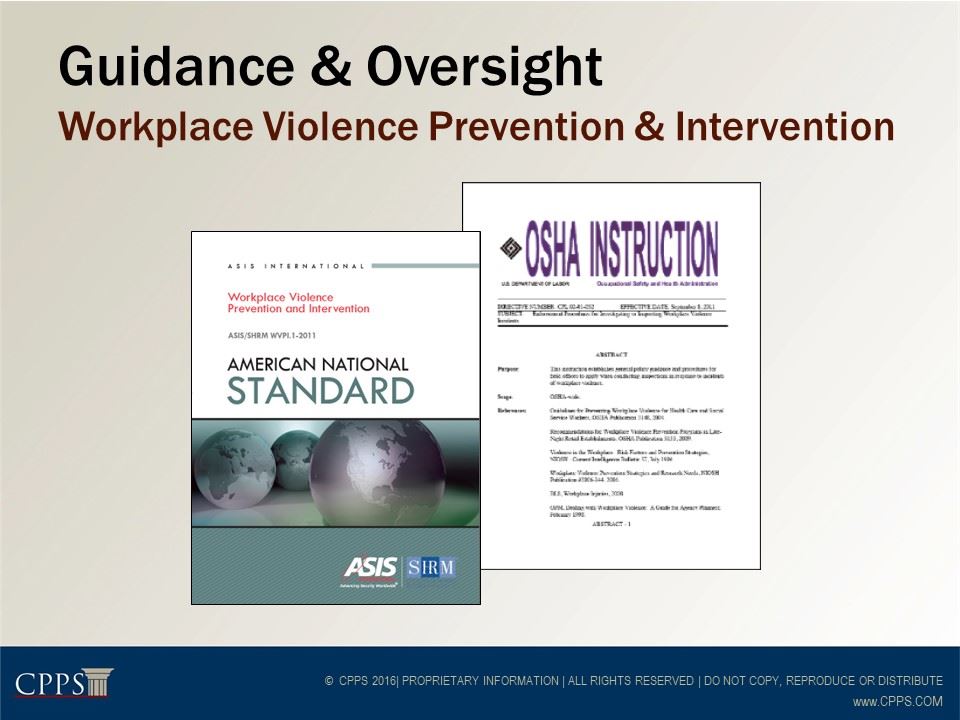 Guidance & Oversight
Workplace Violence Prevention & Intervention
ASIS INTERNATIONAL
Workplace Violence
Prevention and Intervention
ASIS/SHRM WVPI.1-2011
AMERICAN NATIONAL
STANDARD
ASIS
INTERNATIONAL
Advancing Security Worldwide®
SHRM
OSHA INSTRUCTION
U.S. DEPARTMENT OF LABOR Occupational Safety and Health Administration
DIRECTIVE NUMBER: CPL 02-01-052 EFFECTIVE DATE: September 8, 2011
SUBJECT: Enforcement Procedures for Investigating or Inspecting Workplace Violence
Incidents
ABSTRACT
Purpose: This instruction establishes general policy guidance and procedures for
field offices to apply when conducting inspections in response to incidents
of workplace violence.
Scope: OSHA-wide.
References: Guidelines for Preventing Workplace Violence for Health Care and Social
Service Workers, OSHA Publication 3148, 2004.
Recommendations for Workplace Violence Prevention Programs in Late-
Night Retail Establishments, OSHA Publication 3153, 2009.
Violence in the Workplace: Risk Factors and Prevention Strategies,
NIOSH - Current Intelligence Bulletin 57, July 1996
Workplace Violence Prevention Strategies and Research Needs, NIOSH
Publication #2006-144, 2006.
BLS, Workplace Injuries,
OPM, Dealing with Workplace Violence: A Guide for Agency Planners,
February 1998.
ABSTRACT - 1
CPPS
© CPPS 2016| PROPRIETARY INFORMATION | ALL RIGHTS RESERVED | DO NOT COPY, REPRODUCE OR DISTRIBUTE
www.CPPS.COM